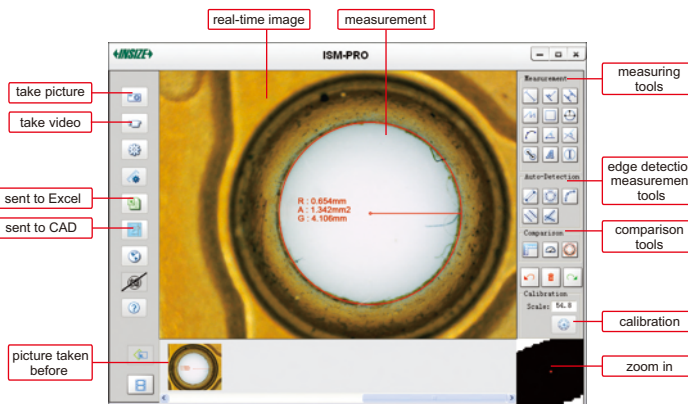 real-time image
measurement
INSIZE
ISM-PRO
take picture
take video
sent to Excel
sent to CAD
picture taken
before
Measurement
measuring
tools
Auto-Detection
edge detectio
measuremen
tools
Comparison
comparison
tools
Calibration
Scale: 54.8
calibration
zoom in
R : 0.654mm
A : 1.342mm2
G : 4.106mm